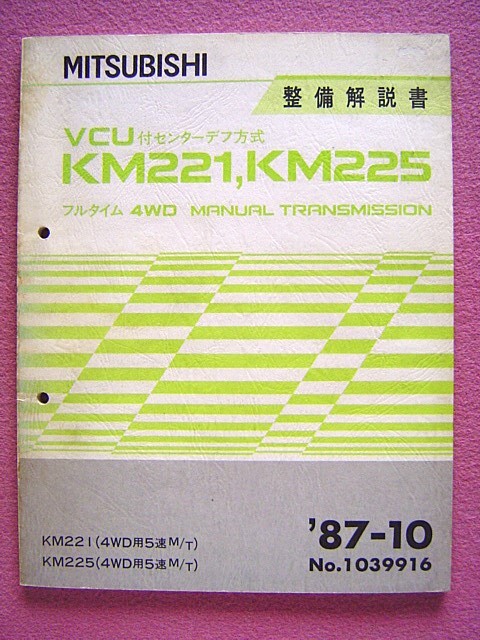 MITSUBISHI
整備解説書
VCU付センターデフ方式
KM221,KM225
フルタイム 4WD MANUAL TRANSMISSION
KM221(4WD用5速M/T)
KM225(4WD用5速M/T)
'87-10
No.1039916